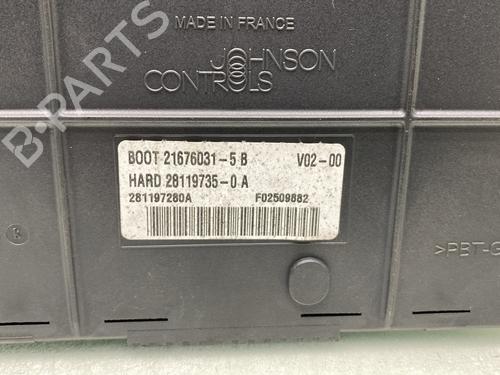 MADE IN FRANCE
JOHNSON
CONTROLS
B-PARTS
BOOT 21676031-5 B V02-00
HARD 28119735-0 A
281197280A F02509882
>PBT-G